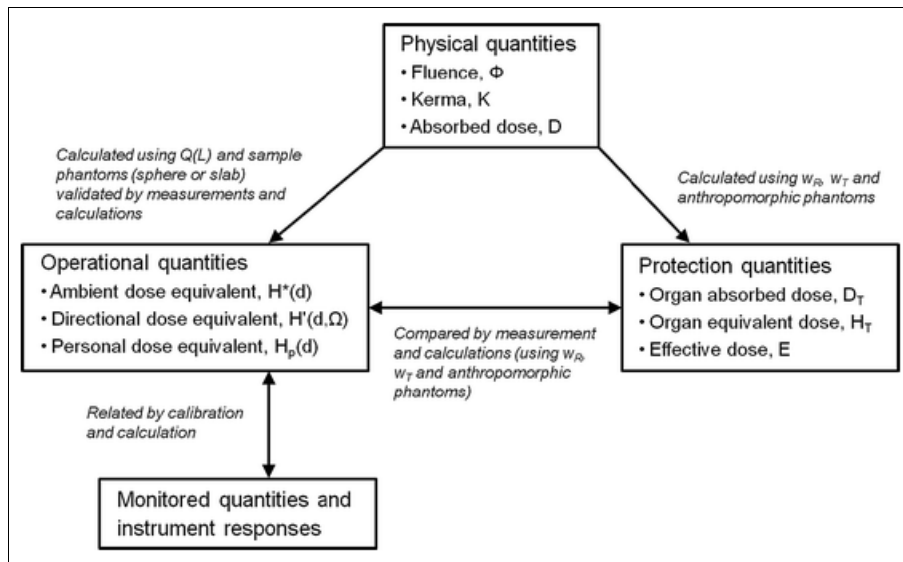 Physical quantities
• Fluence, Φ
• Kerma, K
• Absorbed dose, D
Calculated using Q(L) and sample
phantoms (sphere or slab)
validated by measurements and
calculations
Calculated using w_R, w_T and
anthropomorphic phantoms
Operational quantities
• Ambient dose equivalent, H*(d)
• Directional dose equivalent, H'(d,Ω)
• Personal dose equivalent, H_p(d)
Compared by measurement
and calculations (using w_R,
w_T and anthropomorphic
phantoms)
Protection quantities
• Organ absorbed dose, D_T
• Organ equivalent dose, H_T
• Effective dose, E
Related by calibration
and calculation
Monitored quantities and
instrument responses